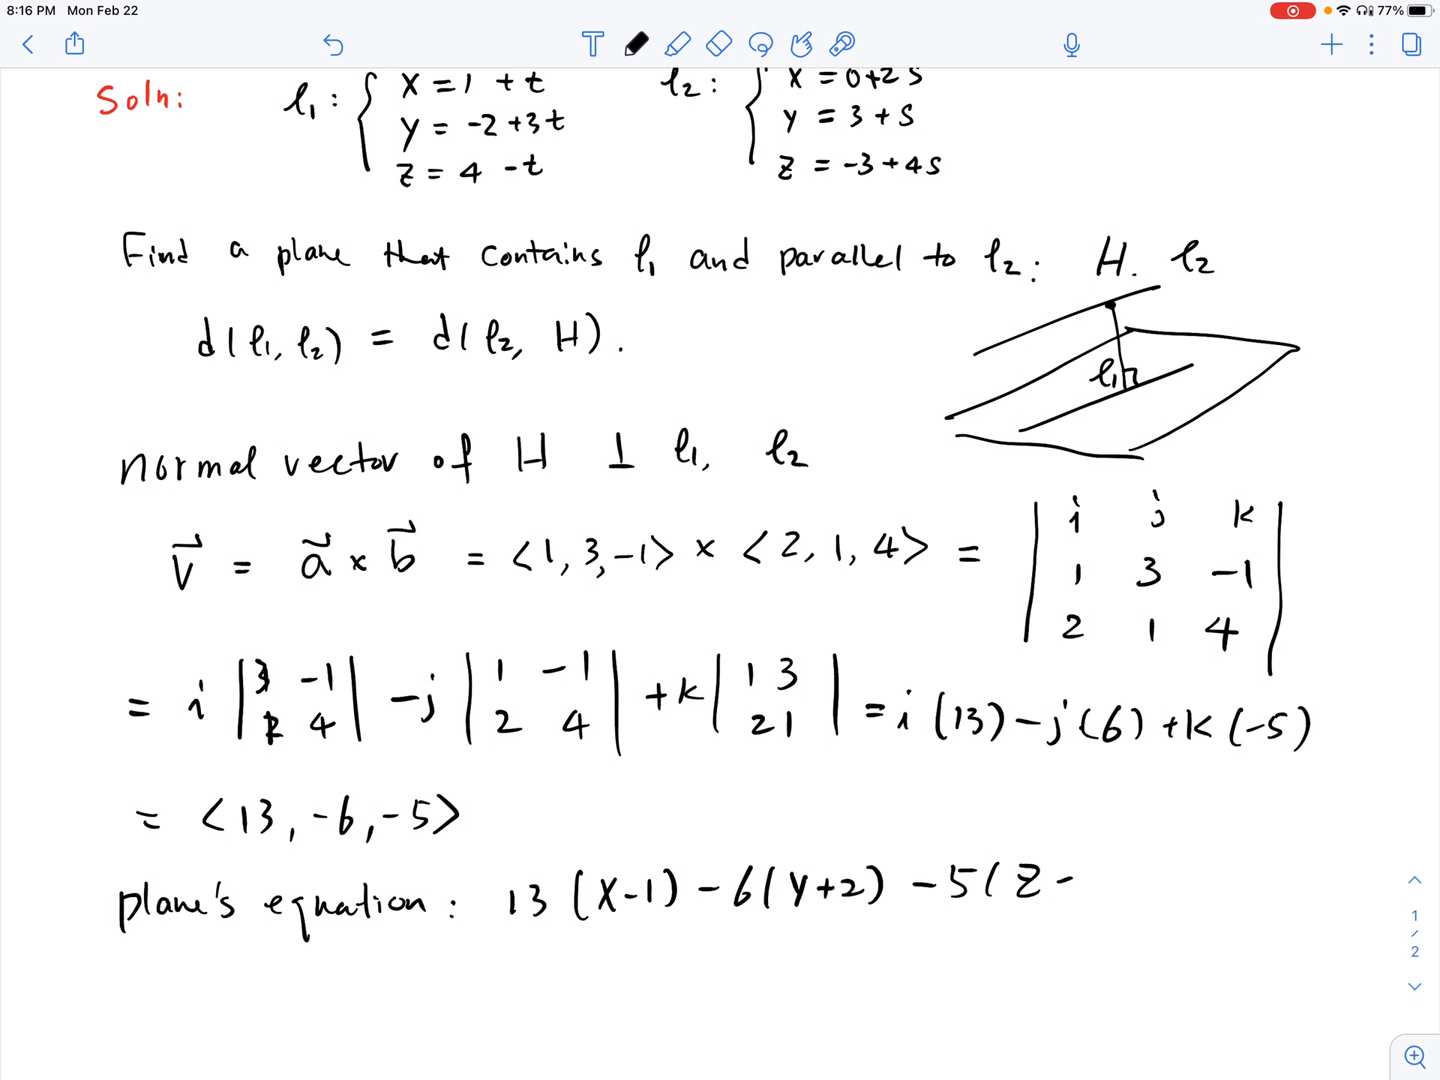 8:16 PM Mon Feb 22 77%
Soln: l₁: { x = 1 + t l₂: { x = 0+2s
y = -2+3t y = 3+s
z = 4 -t z = -3+4s
Find a plane that contains l₁ and parallel to l₂: H. l₂
d(l₁, l₂) = d(l₂, H).
l₁
normal vector of H ⊥ l₁, l₂
v⃗ = a⃗ × b⃗ = <1, 3, -1> × <2, 1, 4> = | i j k |
| 1 3 -1 |
| 2 1 4 |
= i | 3 -1 | -j | 1 -1 | +k | 1 3 | = i (13) - j (6) + k (-5)
| 1 4 | | 2 4 | | 2 1 |
= <13, -6, -5>
plane's equation: 13 (x-1) -6(y+2) -5( z -
1
/
2